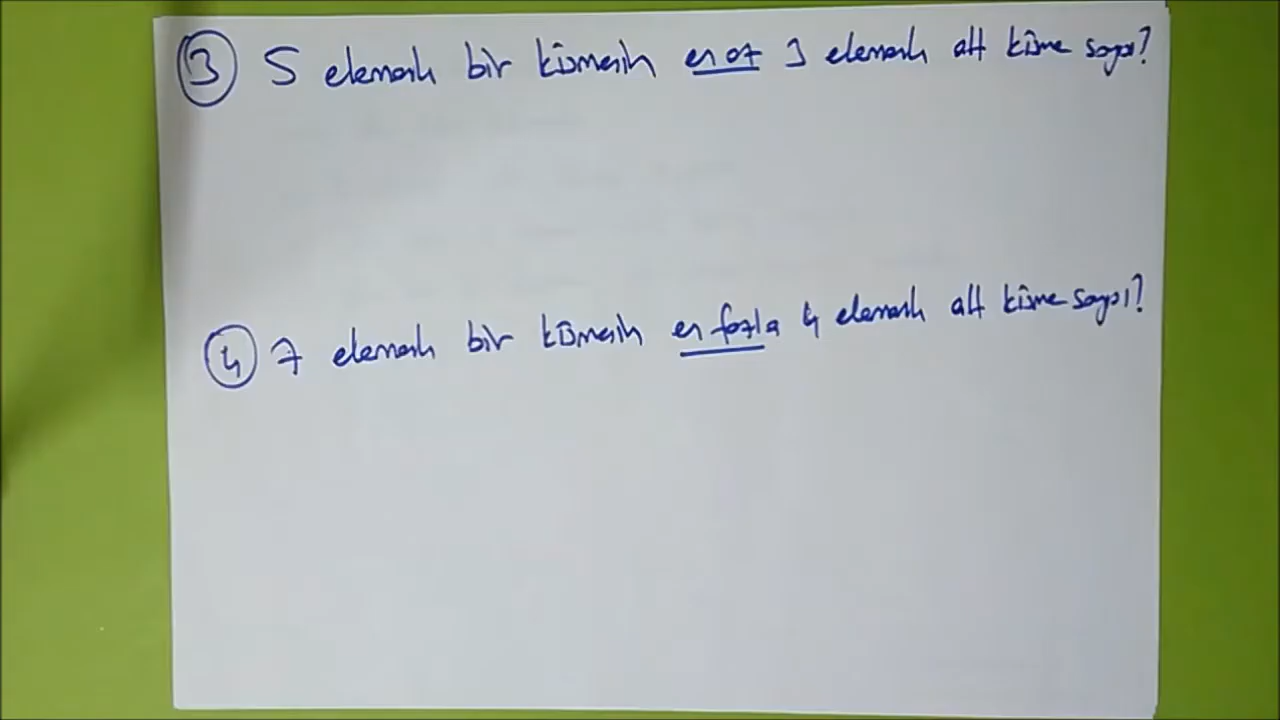 3 5 elemanlı bir kümenin en az 3 elemanlı alt küme sayısı?
4 7 elemanlı bir kümenin en fazla 4 elemanlı alt küme sayısı?